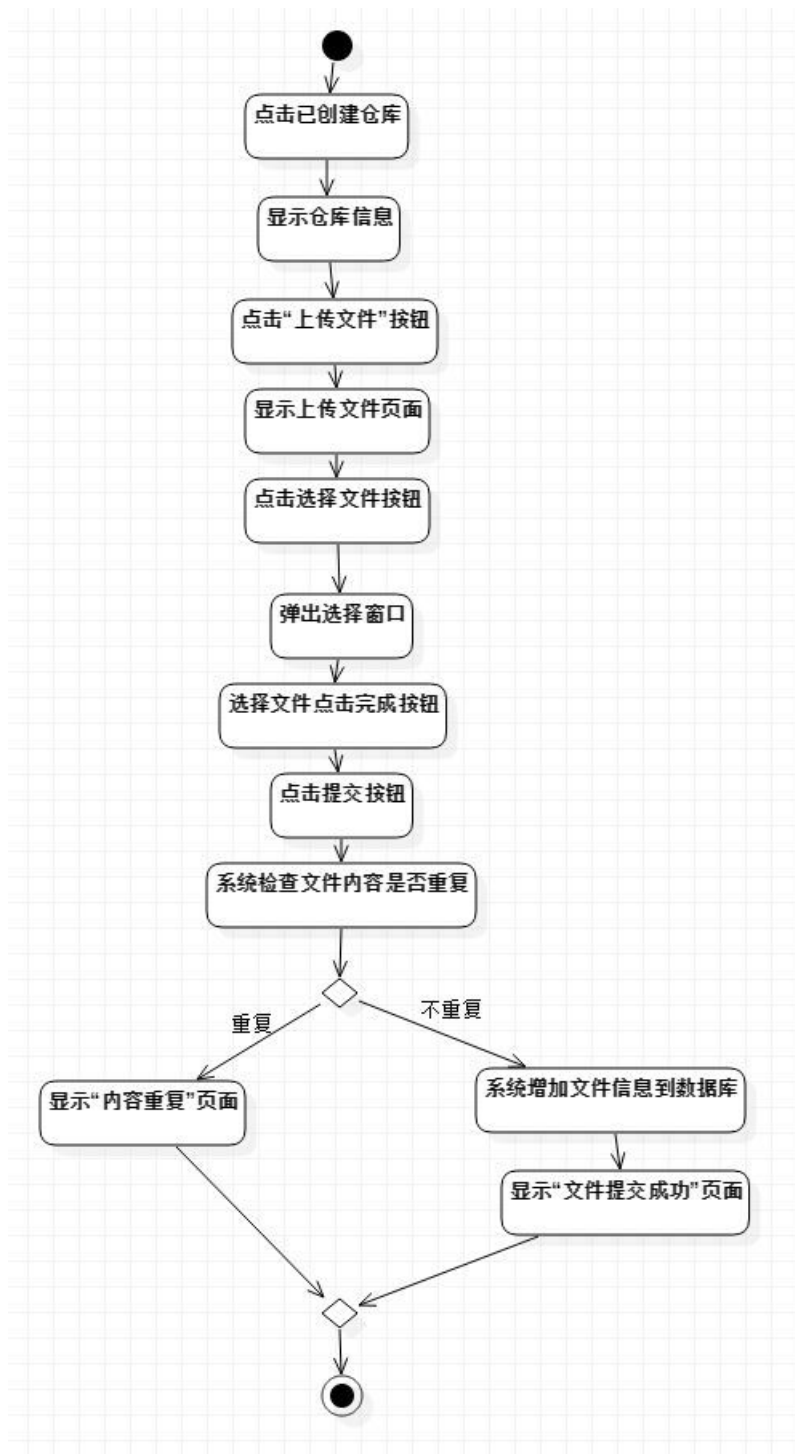 点击已创建仓库
显示仓库信息
点击“上传文件”按钮
显示上传文件页面
点击选择文件按钮
弹出选择窗口
选择文件点击完成按钮
点击提交按钮
系统检查文件内容是否重复
重复
不重复
显示“内容重复”页面
系统增加文件信息到数据库
显示“文件提交成功”页面